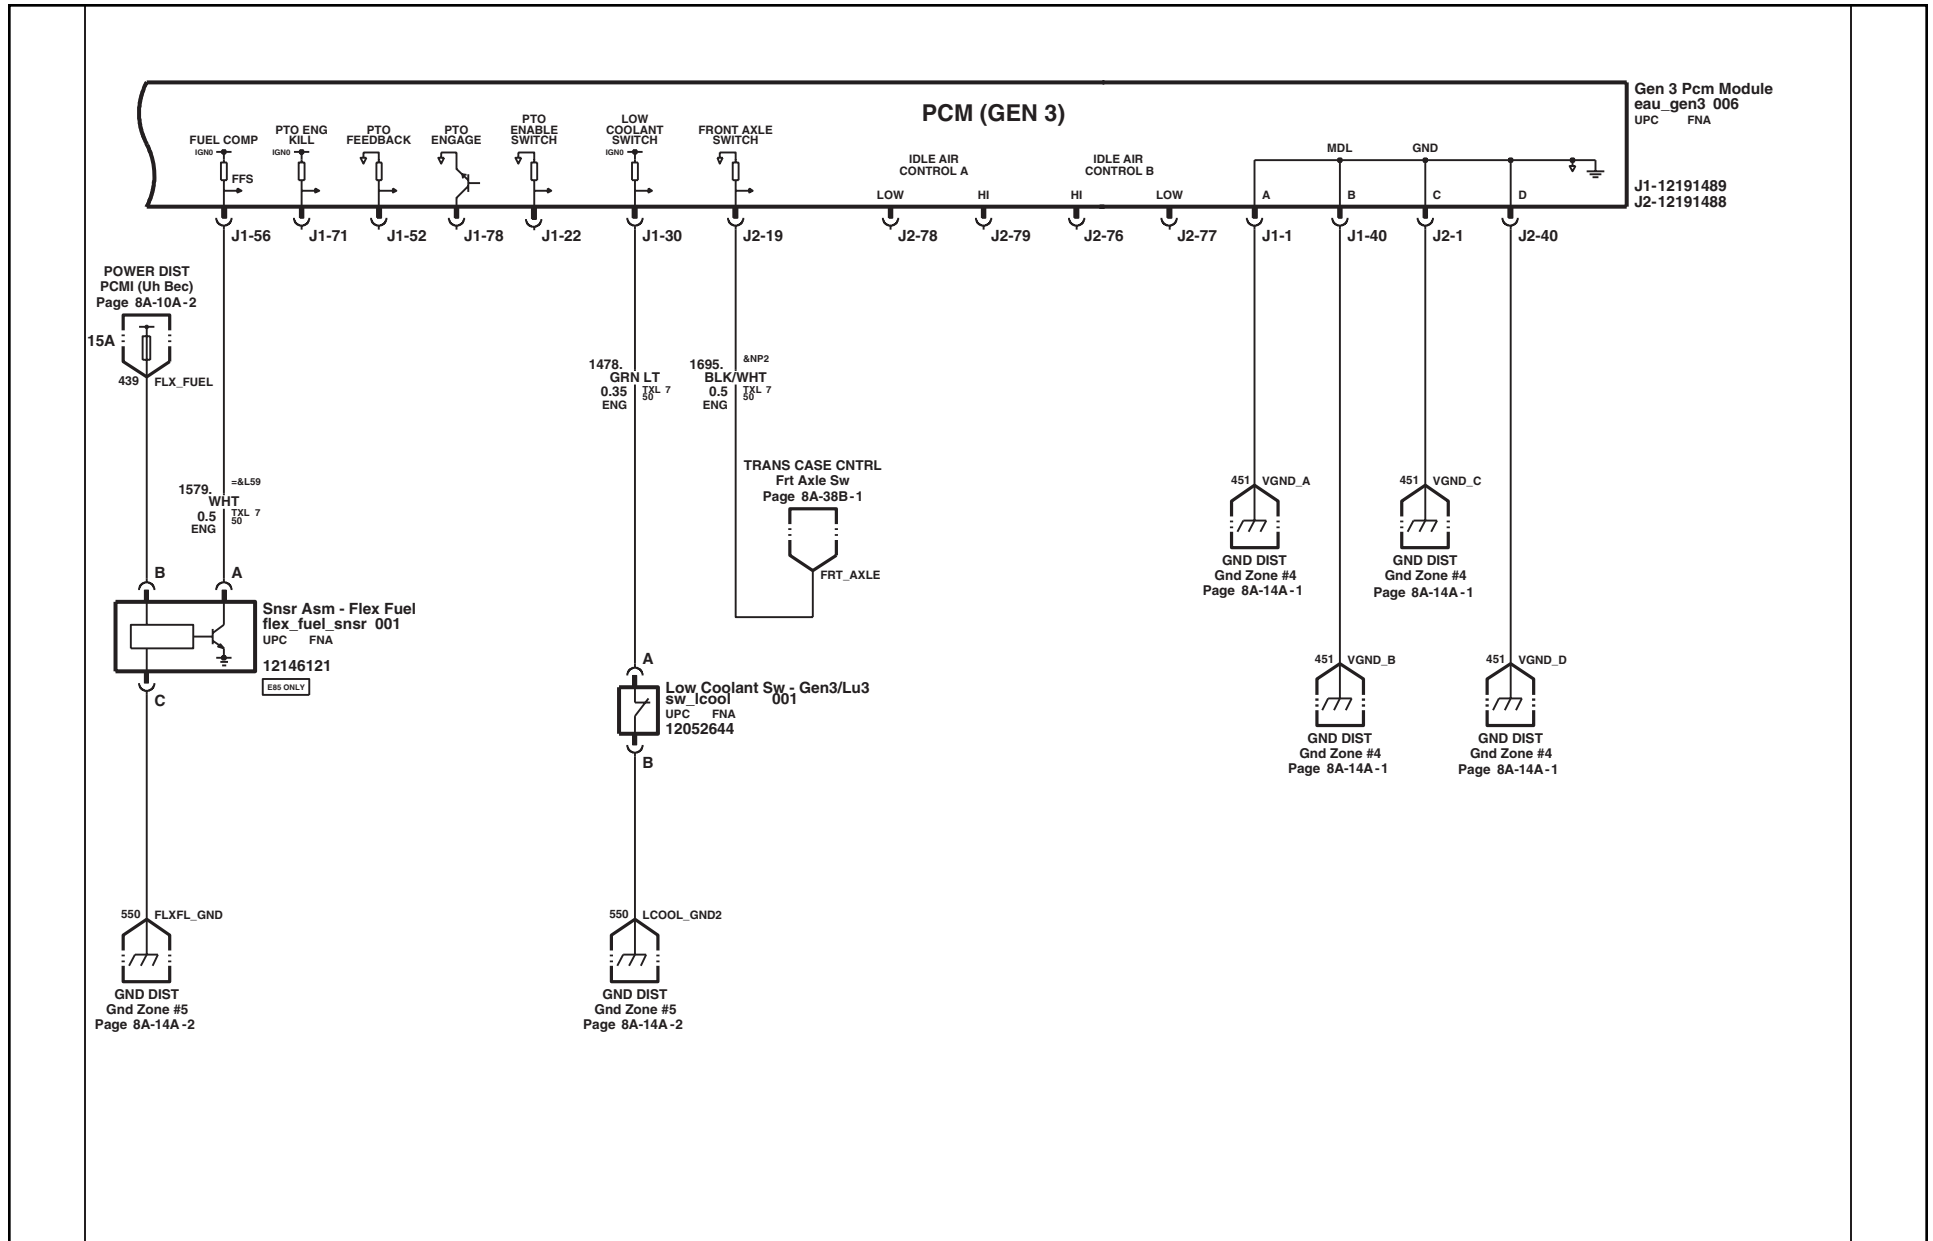 PCM (GEN 3)
Gen 3 Pcm Module
eau_gen3 006
UPC FNA
J1-12191489
J2-12191488
FUEL COMP
IGN0
FFS
PTO ENG
KILL
IGN0
PTO
FEEDBACK
PTO
ENGAGE
PTO
ENABLE
SWITCH
LOW
COOLANT
SWITCH
IGN0
FRONT AXLE
SWITCH
IDLE AIR
CONTROL A
LOW
HI
IDLE AIR
CONTROL B
HI
LOW
MDL
GND
A
B
C
D
J1-56
J1-71
J1-52
J1-78
J1-22
J1-30
J2-19
J2-78
J2-79
J2-76
J2-77
J1-1
J1-40
J2-1
J2-40
POWER DIST
PCMI (Uh Bec)
Page 8A-10A-2
15A
439 FLX_FUEL
1579. =&L59
WHT
0.5 TXL 7
ENG 50
1478.
GRN LT
0.35 TXL 7
ENG 50
1695. &NP2
BLK/WHT
0.5 TXL 7
ENG 50
TRANS CASE CNTRL
Frt Axle Sw
Page 8A-38B-1
FRT_AXLE
451 VGND_A
GND DIST
Gnd Zone #4
Page 8A-14A-1
451 VGND_C
GND DIST
Gnd Zone #4
Page 8A-14A-1
B
A
Snsr Asm - Flex Fuel
flex_fuel_snsr 001
UPC FNA
12146121
E85 ONLY
C
A
Low Coolant Sw - Gen3/Lu3
sw_lcool 001
UPC FNA
12052644
B
451 VGND_B
GND DIST
Gnd Zone #4
Page 8A-14A-1
451 VGND_D
GND DIST
Gnd Zone #4
Page 8A-14A-1
550 FLXFL_GND
GND DIST
Gnd Zone #5
Page 8A-14A-2
550 LCOOL_GND2
GND DIST
Gnd Zone #5
Page 8A-14A-2